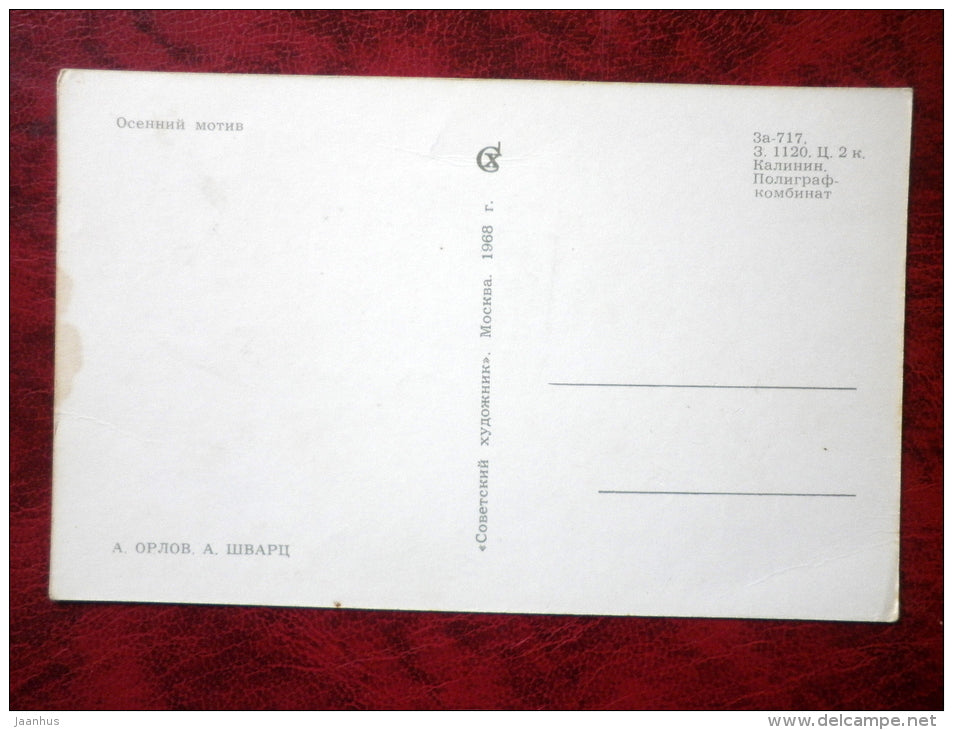 Осенний мотив
За-717.
З. 1120. Ц. 2 к.
Калинин,
Полиграф-
комбинат
«Советский художник». Москва. 1968 г.
А. ОРЛОВ, А. ШВАРЦ
jaanhus
www.delcampe.net